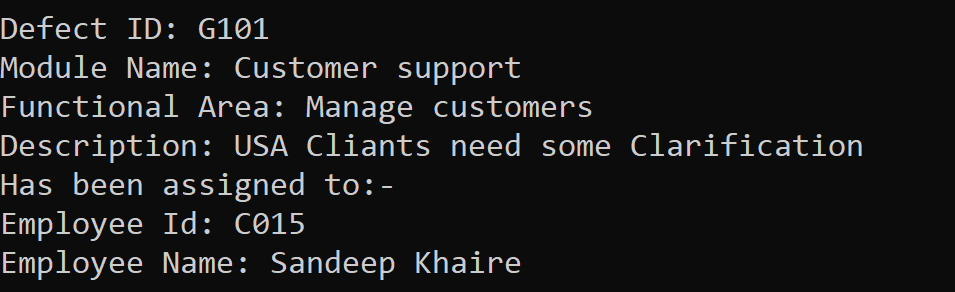 Defect ID: G101
Module Name: Customer support
Functional Area: Manage customers
Description: USA Cliants need some Clarification
Has been assigned to:-
Employee Id: C015
Employee Name: Sandeep Khaire